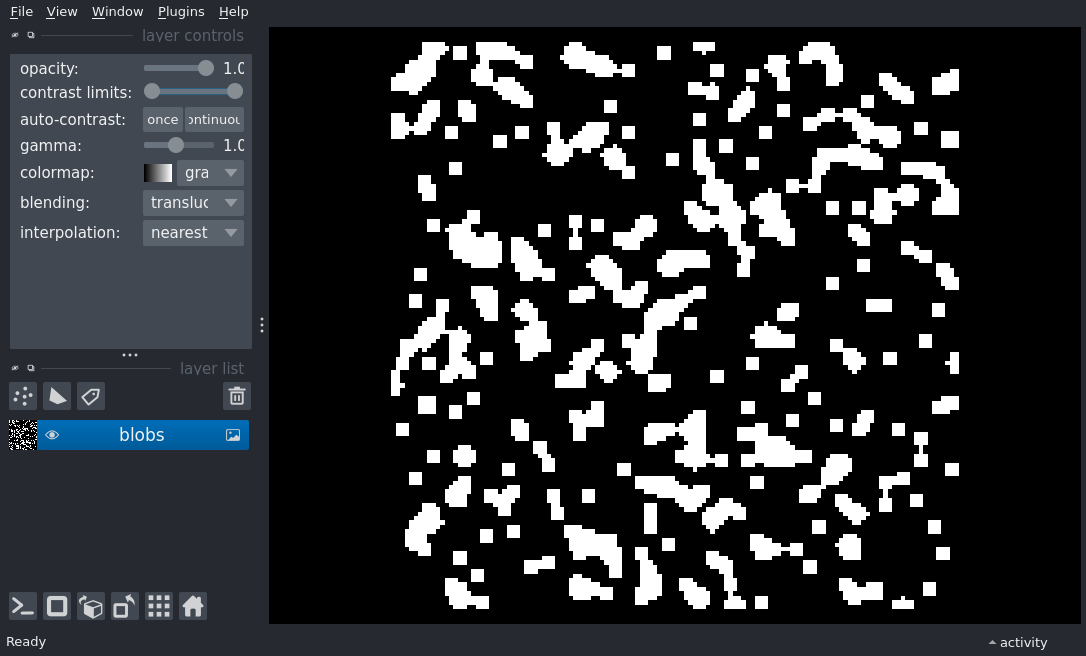 File View Window Plugins Help
layer controls
opacity: 1.0
contrast limits:
auto-contrast: once ontinuou
gamma: 1.0
colormap: gra
blending: transluc
interpolation: nearest
layer list
blobs
Ready
activity